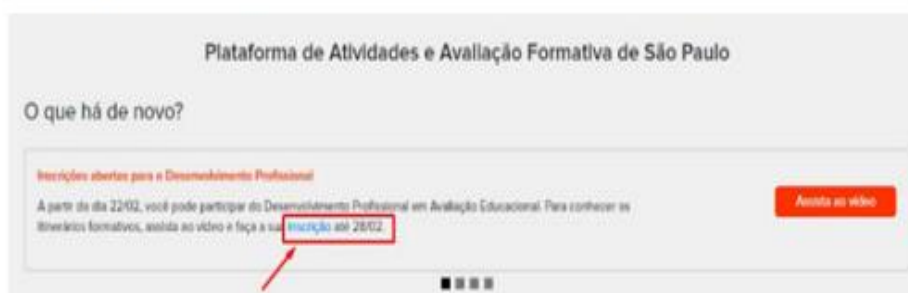 Plataforma de Atividades e Avaliação Formativa de São Paulo
O que há de novo?
Inscrições abertas para o Desenvolvimento Profissional
A partir do dia 22/02, você pode participar do Desenvolvimento Profissional em Avaliação Educacional. Para conhecer os
itinerários formativos, assista ao vídeo e faça a sua inscrição até 28/02.
Assista ao vídeo